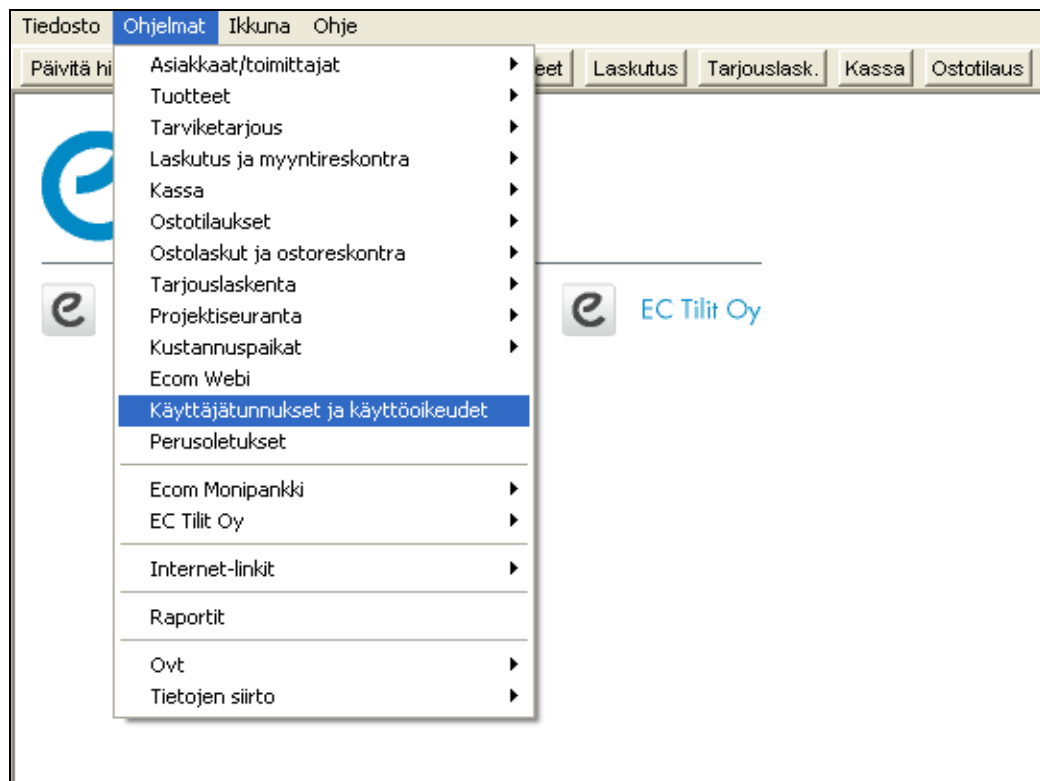 Tiedosto Ohjelmat Ikkuna Ohje
Päivitä hi eet Laskutus Tarjouslask. Kassa Ostotilaus
Asiakkaat/toimittajat
Tuotteet
Tarviketarjous
Laskutus ja myyntireskontra
Kassa
Ostotilaukset
Ostolaskut ja ostoreskontra
Tarjouslaskenta
Projektiseuranta
Kustannuspaikat
Ecom Webi
Käyttäjätunnukset ja käyttöoikeudet
Perusoletukset
Ecom Monipankki
EC Tilit Oy
Internet-linkit
Raportit
Ovt
Tietojen siirto
e
e
e EC Tilit Oy